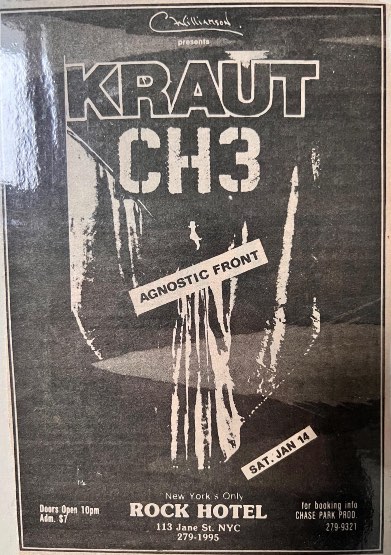 C. Williamson
presents
KRAUT
CH3
AGNOSTIC FRONT
SAT. JAN 14
New York's Only
ROCK HOTEL
113 Jane St. NYC
279-1995
Doors Open 10pm
Adm. $7
for booking info
CHASE PARK PROD.
279-9321